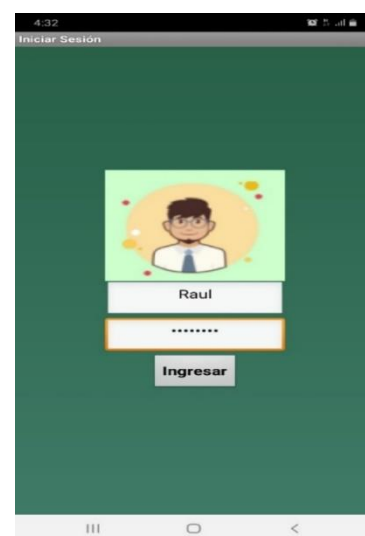 4:32
Iniciar Sesión
Raul
••••••••
Ingresar